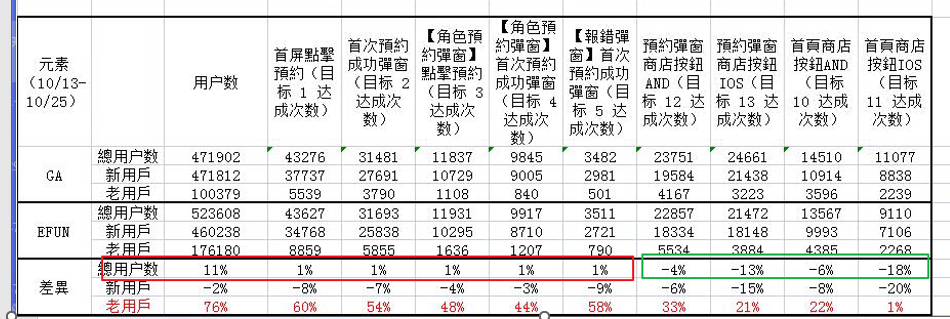 元素（10/13-10/25） 用户数 首屏點擊預約（目标 1 达成次数） 首次預約成功彈窗（目标 2 达成次数） 【角色預約彈窗】點擊預約（目标 3 达成次数） 【角色預約彈窗】首次預約成功彈窗（目标 4 达成次数） 【報錯彈窗】首次預約成功彈窗（目标 5 达成次数） 預約彈窗商店按鈕AND（目标 12 达成次数） 預約彈窗商店按鈕IOS（目标 13 达成次数） 首頁商店按鈕AND（目标 10 达成次数） 首頁商店按鈕IOS（目标 11 达成次数）
GA
總用户数 471902 43276 31481 11837 9845 3482 23751 24661 14510 11077
新用戶 471812 37737 27691 10729 9005 2981 19584 21438 10914 8838
老用戶 100379 5539 3790 1108 840 501 4167 3223 3596 2239
EFUN
總用户数 523608 43627 31693 11931 9917 3511 22857 21472 13567 9110
新用戶 460238 34768 25838 10295 8710 2721 18334 18148 9993 7106
老用戶 176180 8859 5855 1636 1207 790 5534 3884 4385 2268
差異
總用户数 11% 1% 1% 1% 1% 1% -4% -13% -6% -18%
新用戶 -2% -8% -7% -4% -3% -9% -6% -15% -8% -20%
老用戶 76% 60% 54% 48% 44% 58% 33% 21% 22% 1%